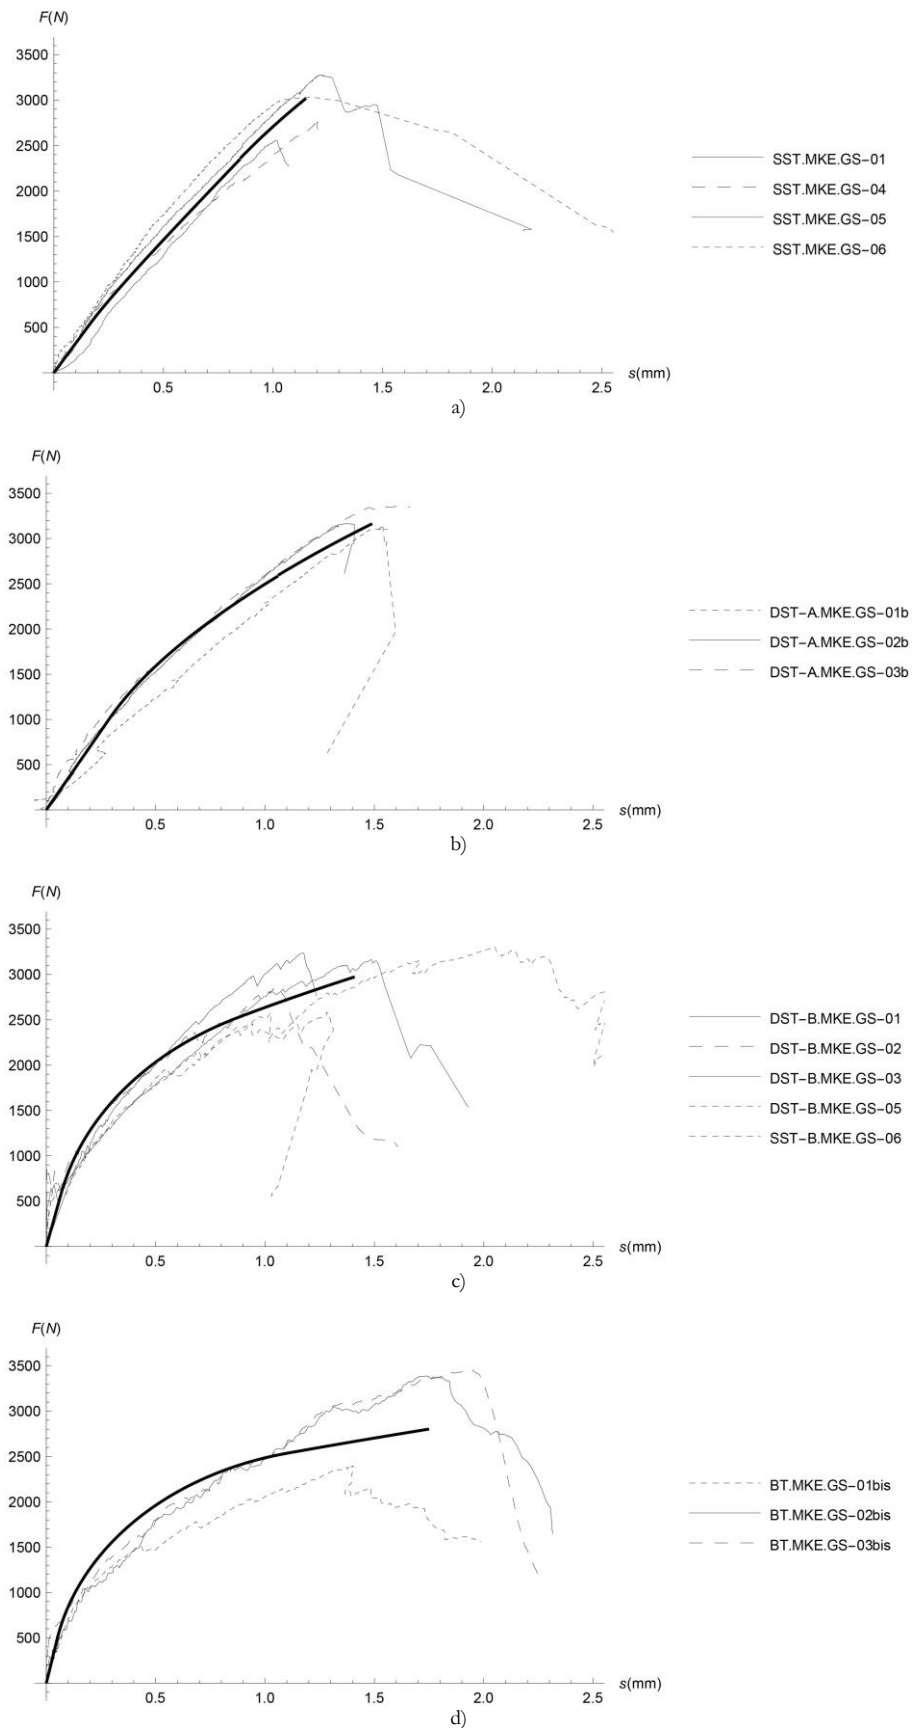 F(N)
3500
3000
2500
2000
1500
1000
500
0.5 1.0 1.5 2.0 2.5 s(mm)
SST.MKE.GS-01
SST.MKE.GS-04
SST.MKE.GS-05
SST.MKE.GS-06
a)
F(N)
3500
3000
2500
2000
1500
1000
500
0.5 1.0 1.5 2.0 2.5 s(mm)
DST-A.MKE.GS-01b
DST-A.MKE.GS-02b
DST-A.MKE.GS-03b
b)
F(N)
3500
3000
2500
2000
1500
1000
500
0.5 1.0 1.5 2.0 2.5 s(mm)
DST-B.MKE.GS-01
DST-B.MKE.GS-02
DST-B.MKE.GS-03
DST-B.MKE.GS-05
SST-B.MKE.GS-06
c)
F(N)
3500
3000
2500
2000
1500
1000
500
0.5 1.0 1.5 2.0 2.5 s(mm)
BT.MKE.GS-01bis
BT.MKE.GS-02bis
BT.MKE.GS-03bis
d)